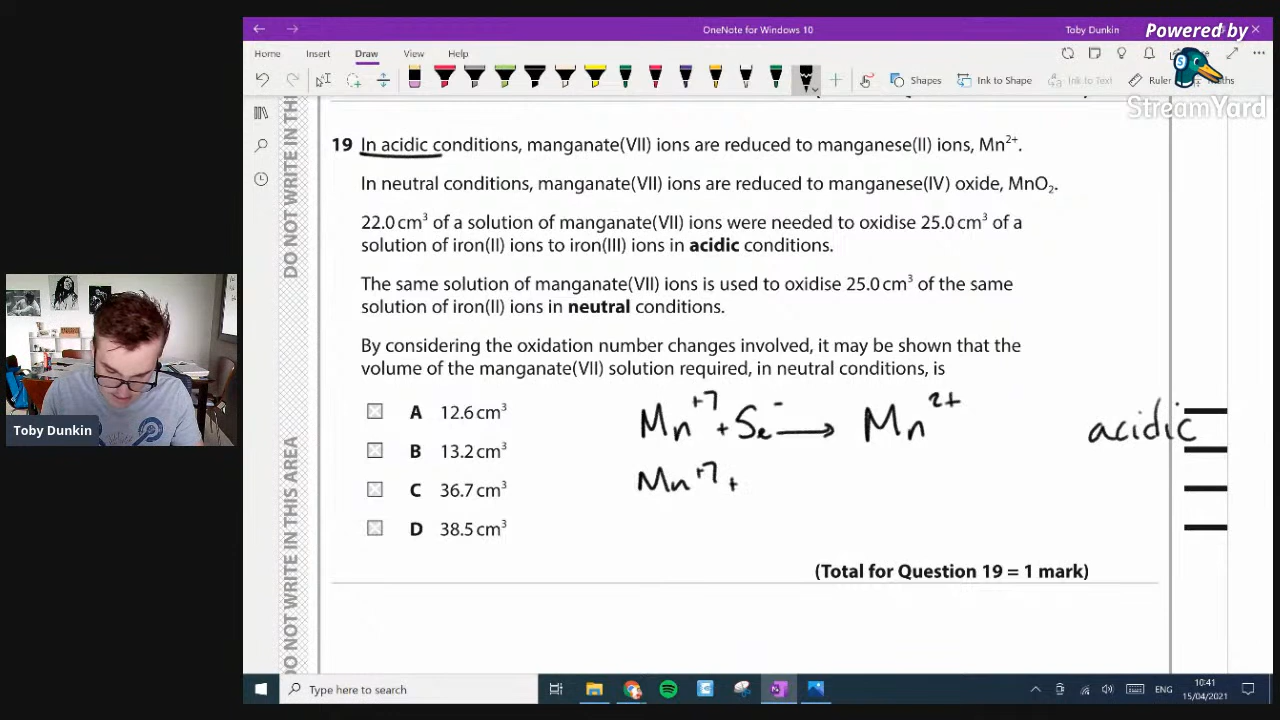 OneNote for Windows 10
Toby Dunkin
Powered by
StreamYard
Home Insert Draw View Help
Shapes Ink to Shape Ink to Text Ruler Maths
DO NOT WRITE IN THI
DO NOT WRITE IN THIS AREA
19 In acidic conditions, manganate(VII) ions are reduced to manganese(II) ions, Mn²⁺.
In neutral conditions, manganate(VII) ions are reduced to manganese(IV) oxide, MnO₂.
22.0 cm³ of a solution of manganate(VII) ions were needed to oxidise 25.0 cm³ of a
solution of iron(II) ions to iron(III) ions in acidic conditions.
The same solution of manganate(VII) ions is used to oxidise 25.0 cm³ of the same
solution of iron(II) ions in neutral conditions.
By considering the oxidation number changes involved, it may be shown that the
volume of the manganate(VII) solution required, in neutral conditions, is
A 12.6 cm³
B 13.2 cm³
C 36.7 cm³
D 38.5 cm³
Mn⁺⁷ + 5e⁻ → Mn²⁺ acidic
Mn⁺⁷ +
(Total for Question 19 = 1 mark)
Toby Dunkin
Type here to search
ENG
10:41
15/04/2021